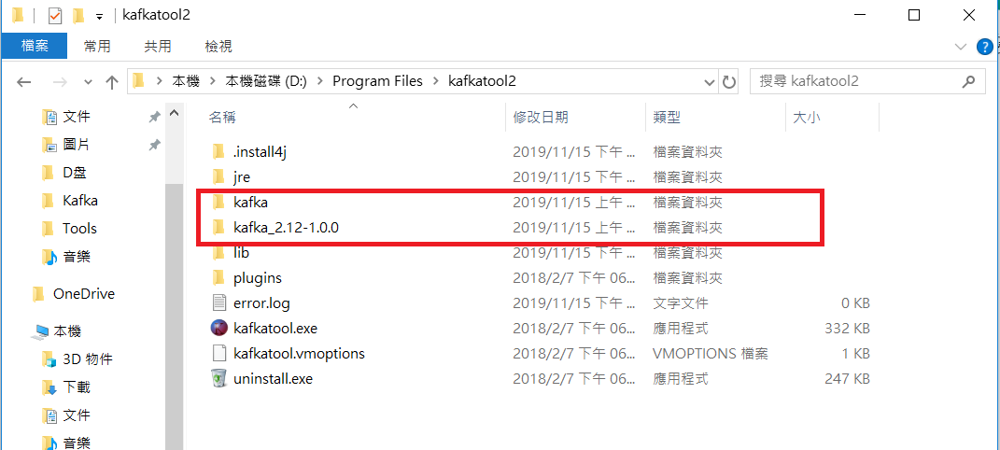 kafkatool2
檔案 常用 共用 檢視
本機 本機磁碟 (D:) Program Files kafkatool2 搜尋 kafkatool2
文件
圖片
D盘
Kafka
Tools
音樂
OneDrive
本機
3D 物件
下載
文件
音樂
名稱 修改日期 類型 大小
.install4j 2019/11/15 下午 ... 檔案資料夾
jre 2019/11/15 下午 ... 檔案資料夾
kafka 2019/11/15 上午 ... 檔案資料夾
kafka_2.12-1.0.0 2019/11/15 上午 ... 檔案資料夾
lib 2019/11/15 下午 ... 檔案資料夾
plugins 2018/2/7 下午 06... 檔案資料夾
error.log 2019/11/15 下午 ... 文字文件 0 KB
kafkatool.exe 2018/2/7 下午 06... 應用程式 332 KB
kafkatool.vmoptions 2018/2/7 下午 06... VMOPTIONS 檔案 1 KB
uninstall.exe 2018/2/7 下午 06... 應用程式 247 KB